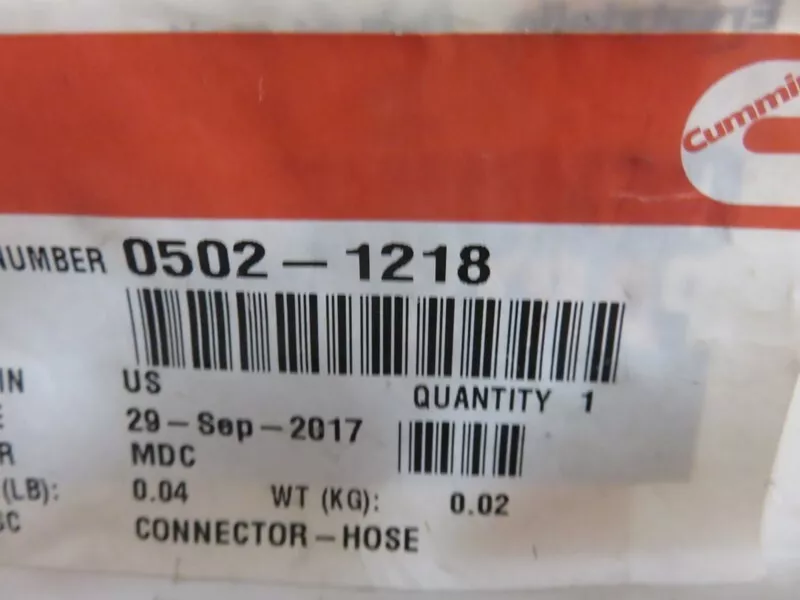 Cummi
NUMBER 0502-1218
IN US QUANTITY 1
E 29-Sep-2017
R MDC
(LB): 0.04 WT (KG): 0.02
SC CONNECTOR-HOSE